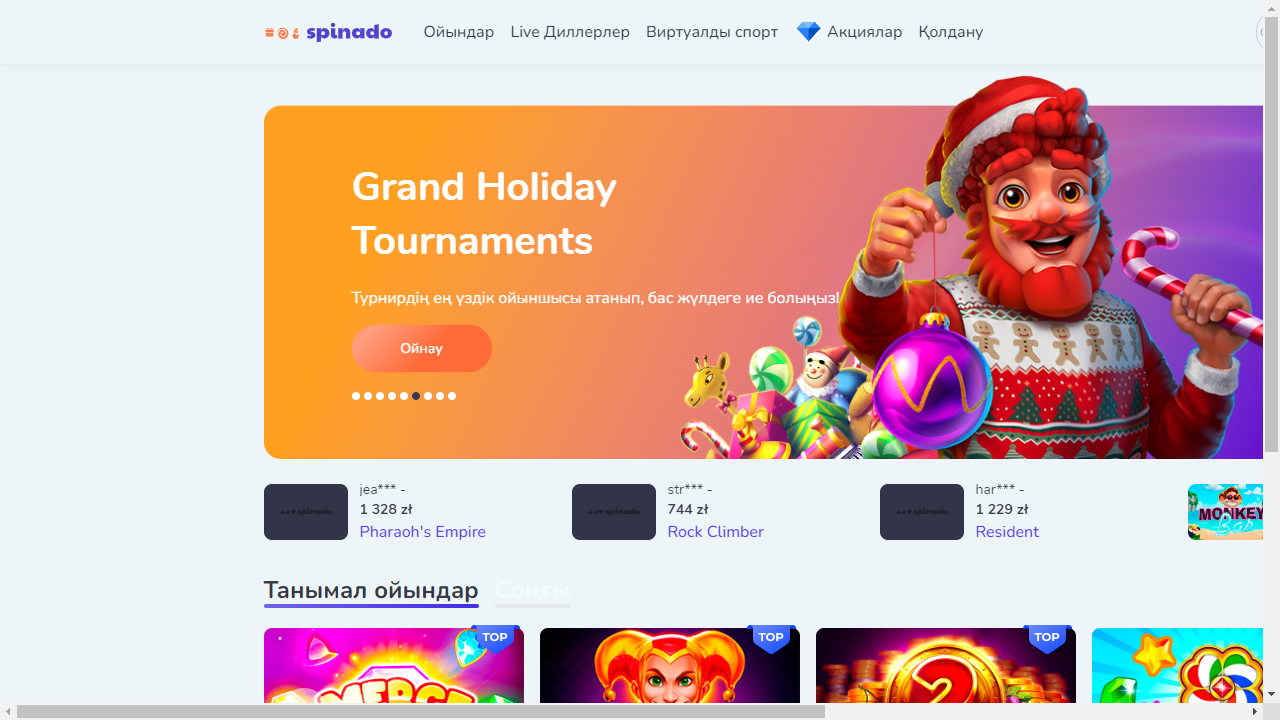 spinado
Ойындар
Live Диллерлер
Виртуалды спорт
Акциялар
Қолдану
Grand Holiday
Tournaments
Турнирдің ең үздік ойыншысы атанып, бас жүлдеге ие болыңыз!
Ойнау
spinado
jea*** -
1 328 zł
Pharaoh's Empire
spinado
str*** -
744 zł
Rock Climber
spinado
har*** -
1 229 zł
Resident
MONKEY
Bar
Танымал ойындар
Соңғы
TOP
TOP
TOP
MERGE
2